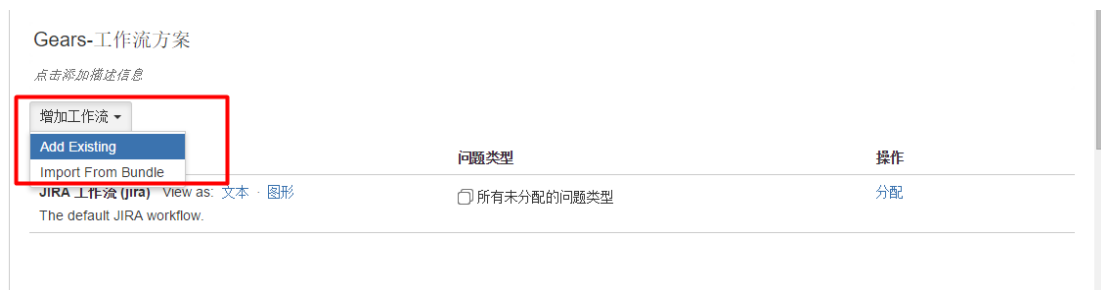 Gears-工作流方案
点击添加描述信息
增加工作流
Add Existing
Import From Bundle
问题类型 操作
JIRA 工作流 (jira) View as: 文本 · 图形 所有未分配的问题类型 分配
The default JIRA workflow.